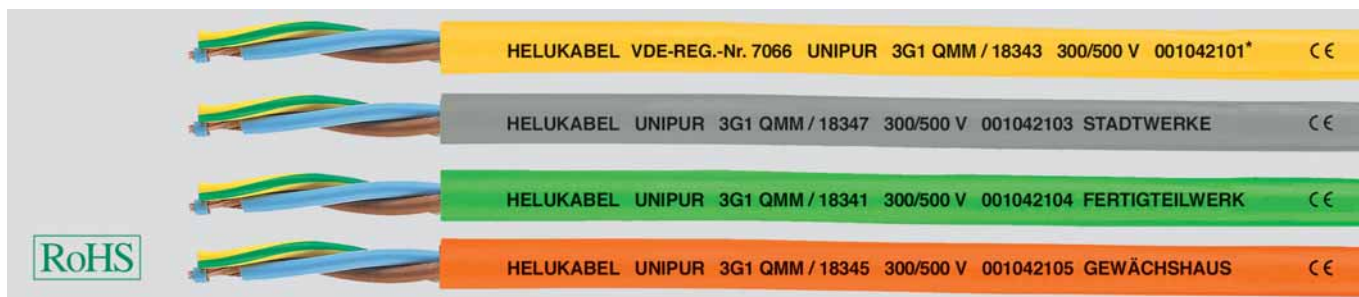 HELUKABEL VDE-REG.-Nr. 7066 UNIPUR 3G1 QMM / 18343 300/500 V 001042101* CE
HELUKABEL UNIPUR 3G1 QMM / 18347 300/500 V 001042103 STADTWERKE CE
HELUKABEL UNIPUR 3G1 QMM / 18341 300/500 V 001042104 FERTIGTEILWERK CE
RoHS
HELUKABEL UNIPUR 3G1 QMM / 18345 300/500 V 001042105 GEWÄCHSHAUS CE